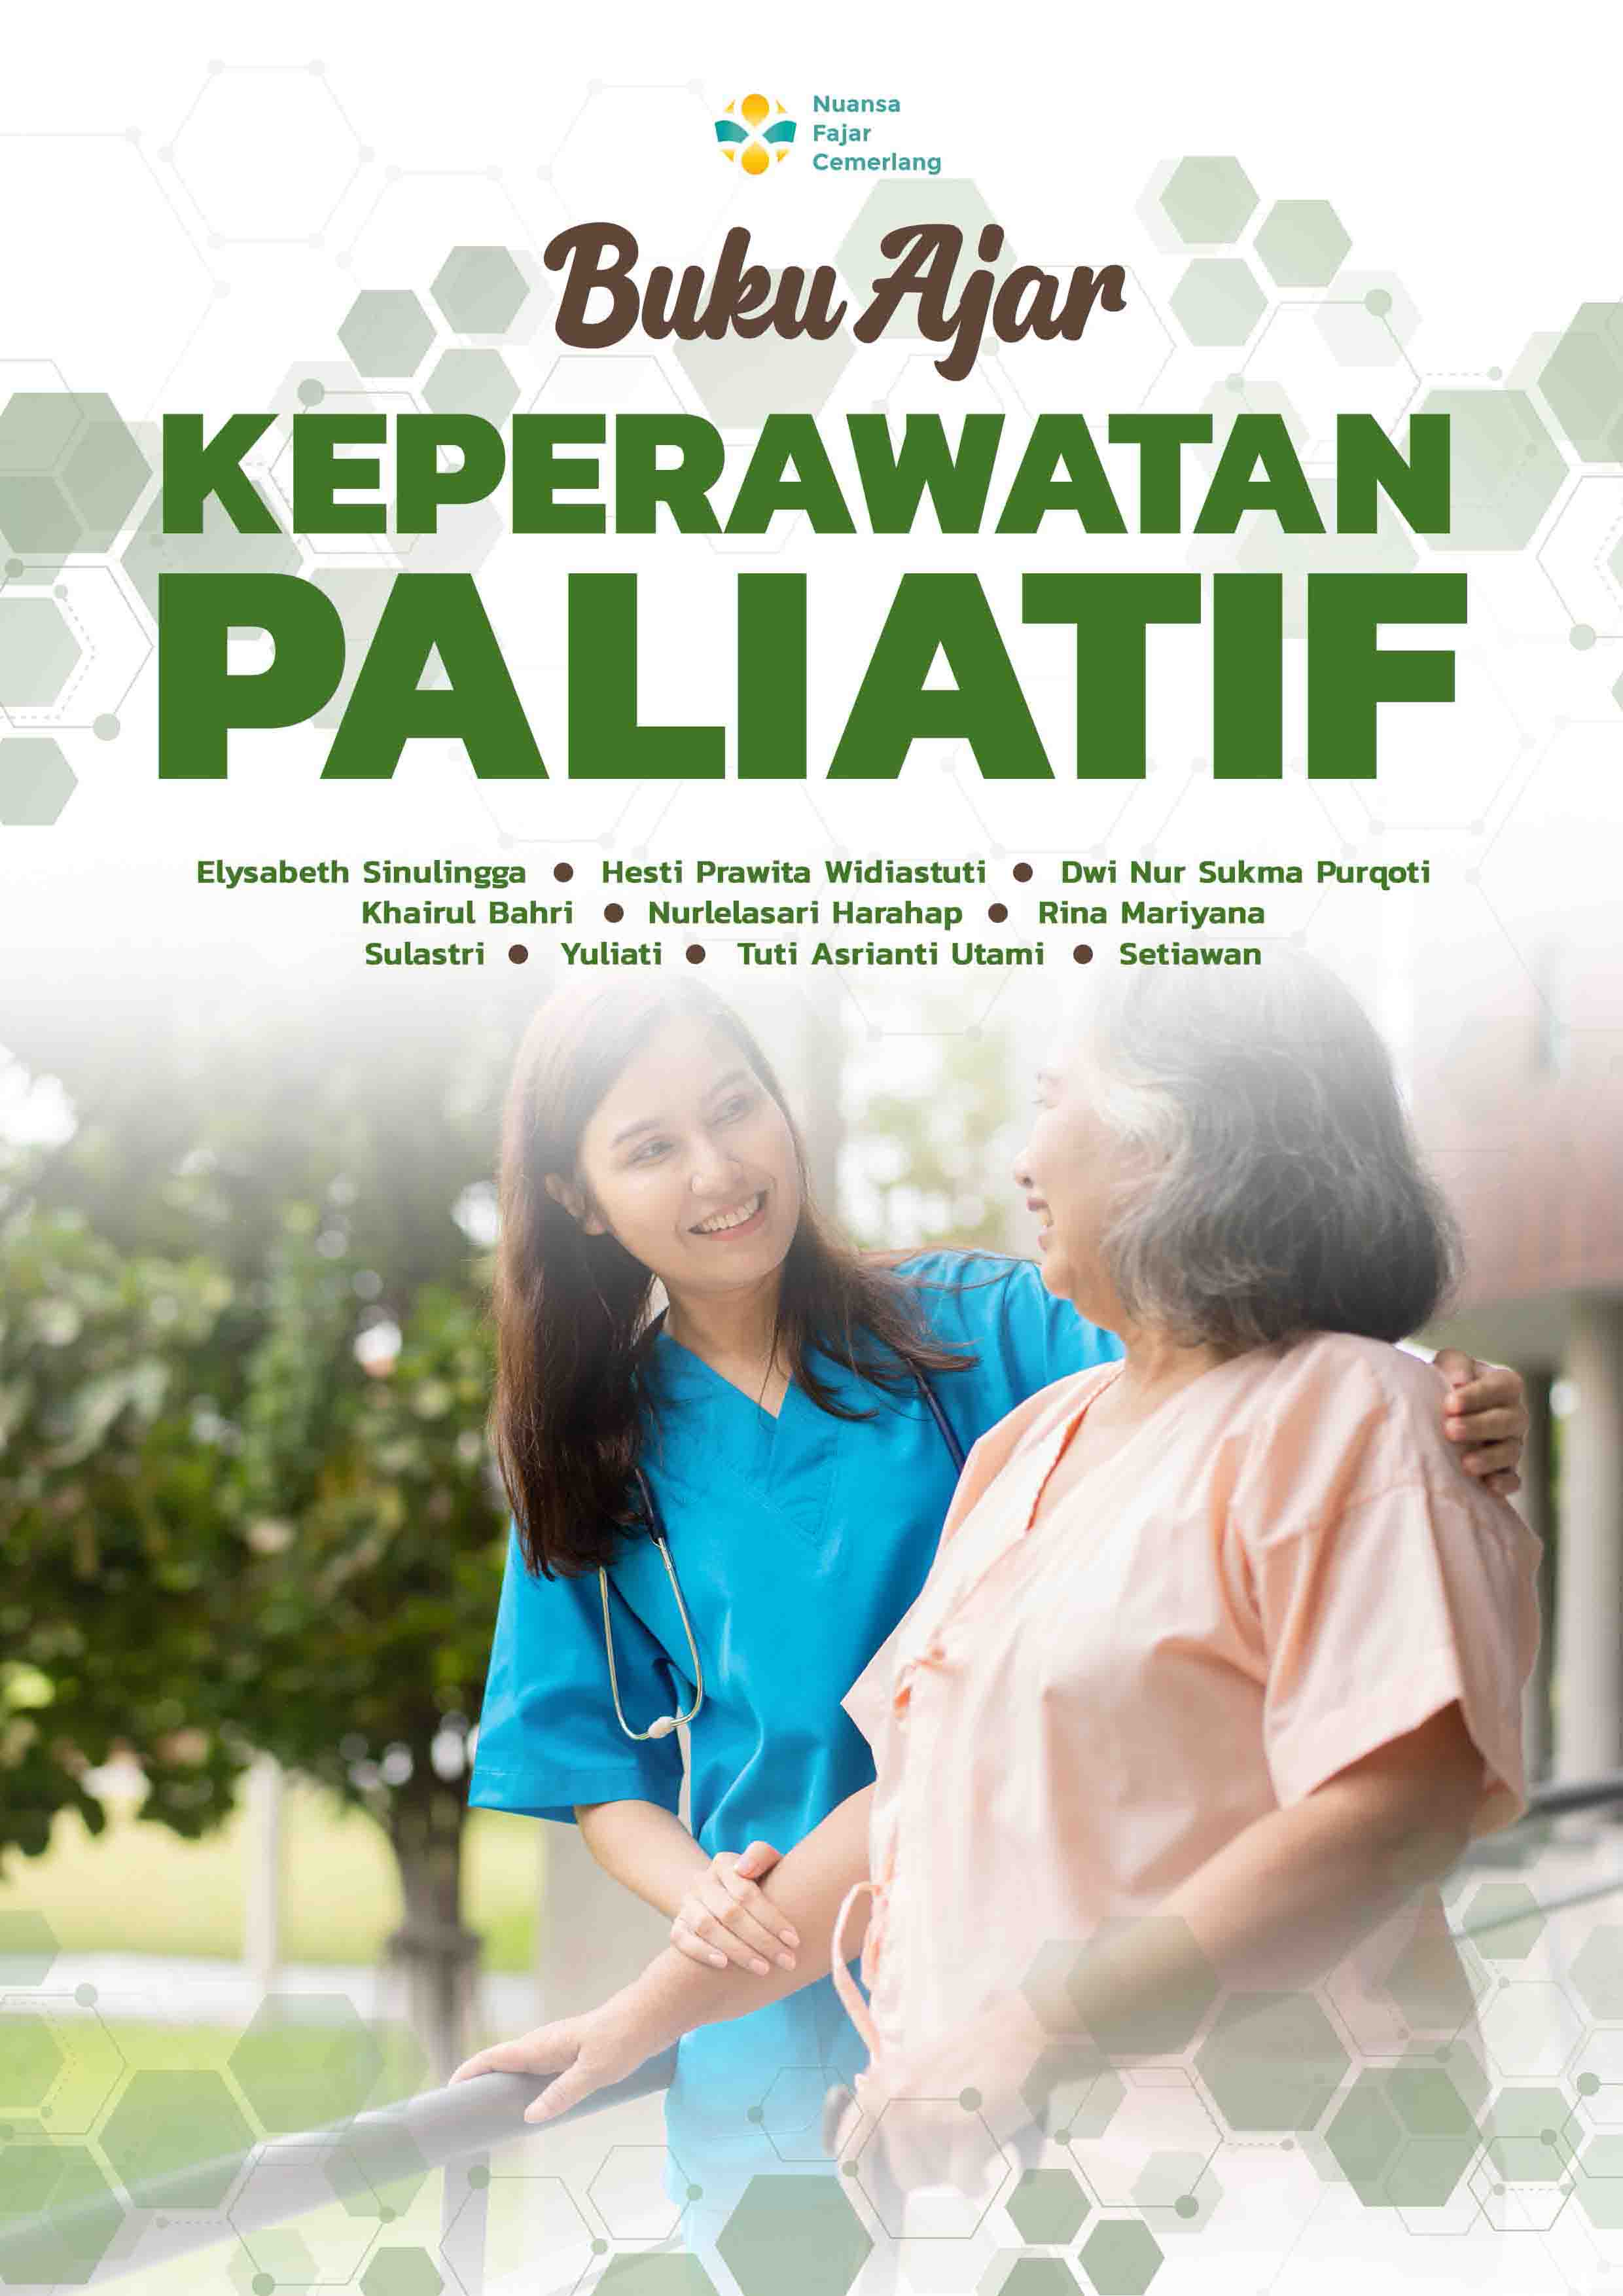 Nuansa
Fajar
Cemerlang
Buku Ajar
KEPERAWATAN
PALIATIF
Elysabeth Sinulingga ● Hesti Prawita Widiastuti ● Dwi Nur Sukma Purqoti
Khairul Bahri ● Nurlelasari Harahap ● Rina Mariyana
Sulastri ● Yuliati ● Tuti Asrianti Utami ● Setiawan